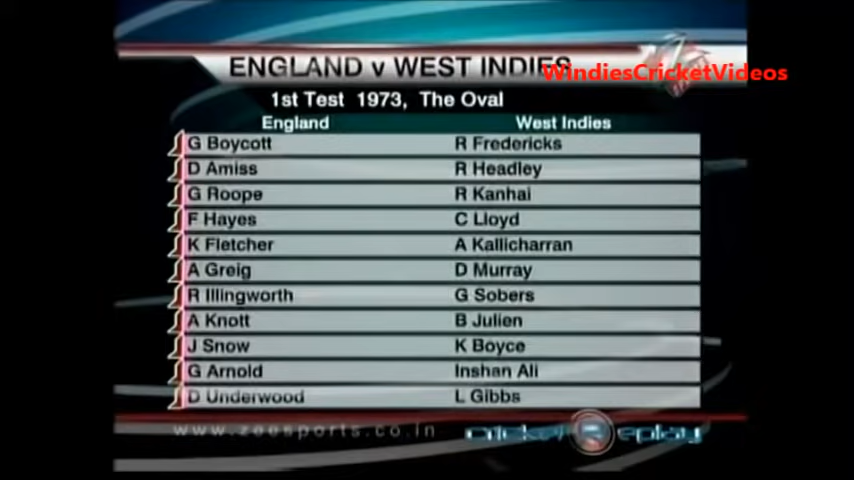 ENGLAND v WEST INDIES
WindiesCricketVideos
1st Test 1973, The Oval
England West Indies
G Boycott R Fredericks
D Amiss R Headley
G Roope R Kanhai
F Hayes C Lloyd
K Fletcher A Kallicharran
A Greig D Murray
R Illingworth G Sobers
A Knott B Julien
J Snow K Boyce
G Arnold Inshan Ali
D Underwood L Gibbs
www.zeesports.co.in cricket Replay